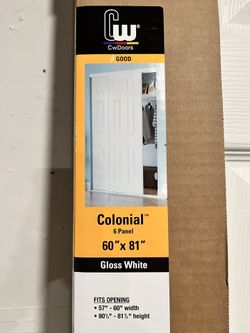 CW
CWDoors
GOOD
Colonial™
6 Panel
60" x 81"
Gloss White
FITS OPENING
• 57" - 60" width
• 80½" - 81½" height